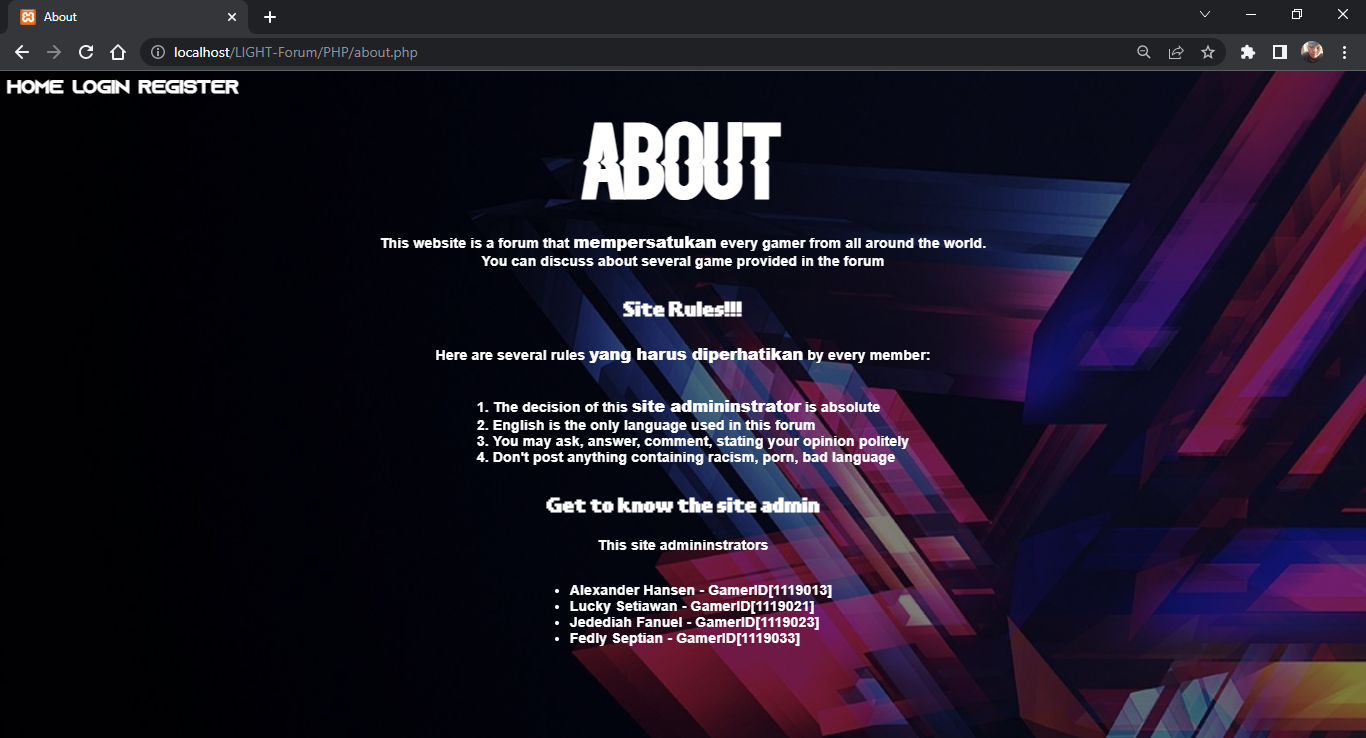 About
localhost/LIGHT-Forum/PHP/about.php
HOME LOGIN REGISTER
ABOUT
This website is a forum that mempersatukan every gamer from all around the world.
You can discuss about several game provided in the forum
Site Rules!!!
Here are several rules yang harus diperhatikan by every member:
1. The decision of this site admininstrator is absolute
2. English is the only language used in this forum
3. You may ask, answer, comment, stating your opinion politely
4. Don't post anything containing racism, porn, bad language
Get to know the site admin
This site admininstrators
• Alexander Hansen - GamerID[1119013]
• Lucky Setiawan - GamerID[1119021]
• Jedediah Fanuel - GamerID[1119023]
• Fedly Septian - GamerID[1119033]